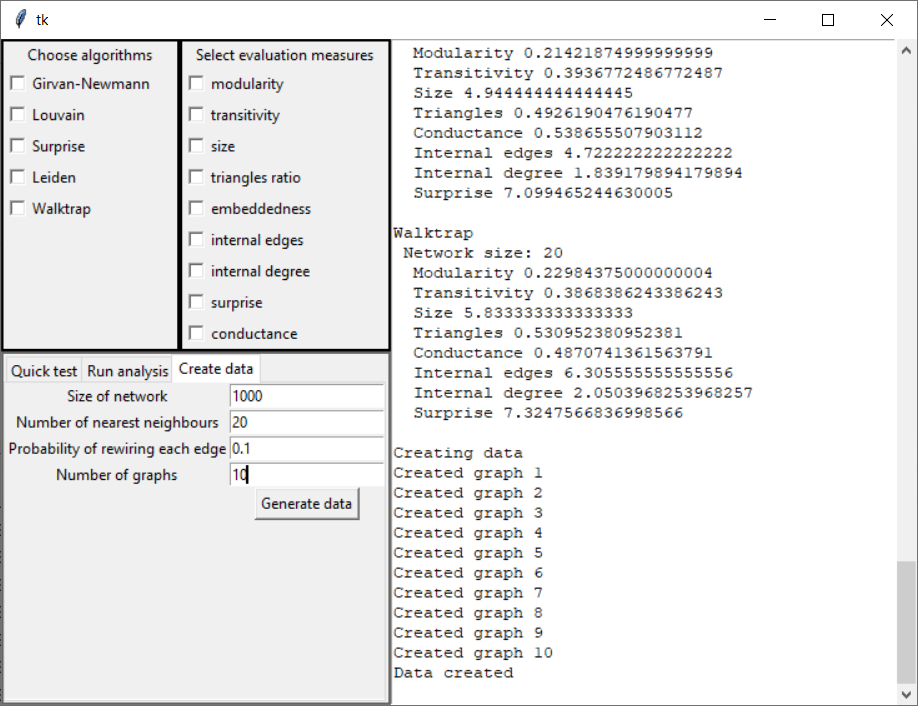 tk
Choose algorithms
Girvan-Newmann
Louvain
Surprise
Leiden
Walktrap
Select evaluation measures
modularity
transitivity
size
triangles ratio
embeddedness
internal edges
internal degree
surprise
conductance
Quick test
Run analysis
Create data
Size of network 1000
Number of nearest neighbours 20
Probability of rewiring each edge 0.1
Number of graphs 10
Generate data
Modularity 0.21421874999999999
Transitivity 0.3936772486772487
Size 4.944444444444445
Triangles 0.4926190476190477
Conductance 0.538655507903112
Internal edges 4.722222222222222
Internal degree 1.839179894179894
Surprise 7.099465244630005
Walktrap
Network size: 20
Modularity 0.22984375000000004
Transitivity 0.3868386243386243
Size 5.833333333333333
Triangles 0.530952380952381
Conductance 0.4870741361563791
Internal edges 6.305555555555556
Internal degree 2.0503968253968257
Surprise 7.3247566836998566
Creating data
Created graph 1
Created graph 2
Created graph 3
Created graph 4
Created graph 5
Created graph 6
Created graph 7
Created graph 8
Created graph 9
Created graph 10
Data created